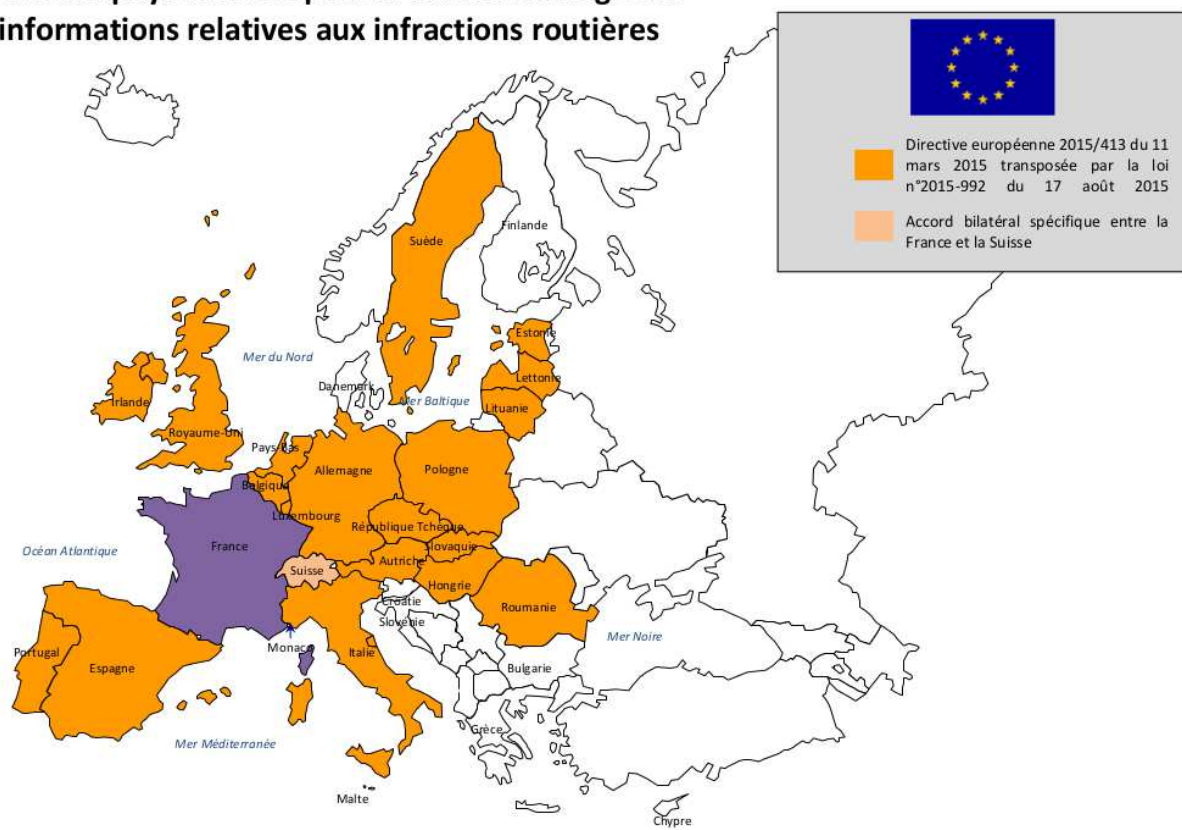 informations relatives aux infractions routières
Directive européenne 2015/413 du 11
mars 2015 transposée par la loi
n°2015-992 du 17 août 2015
Accord bilatéral spécifique entre la
France et la Suisse
Finlande
Suède
Estonie
Mer du Nord
Lettonie
Danemark
Mer Baltique
Irlande
Lituanie
Royaume-Uni
Pays-Bas
Allemagne
Pologne
Belgique
Luxembourg
République Tchèque
France
Slovaquie
Océan Atlantique
Autriche
Suisse
Hongrie
Croatie
Roumanie
Slovénie
Mer Noire
Monaco
Portugal
Italie
Espagne
Bulgarie
Grèce
Mer Méditerranée
Malte
Chypre